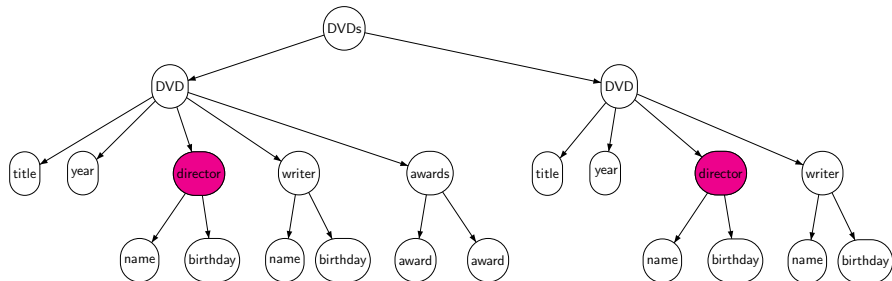 DVDs
DVD DVD
title year director writer awards title year director writer
name birthday name birthday award award name birthday name birthday